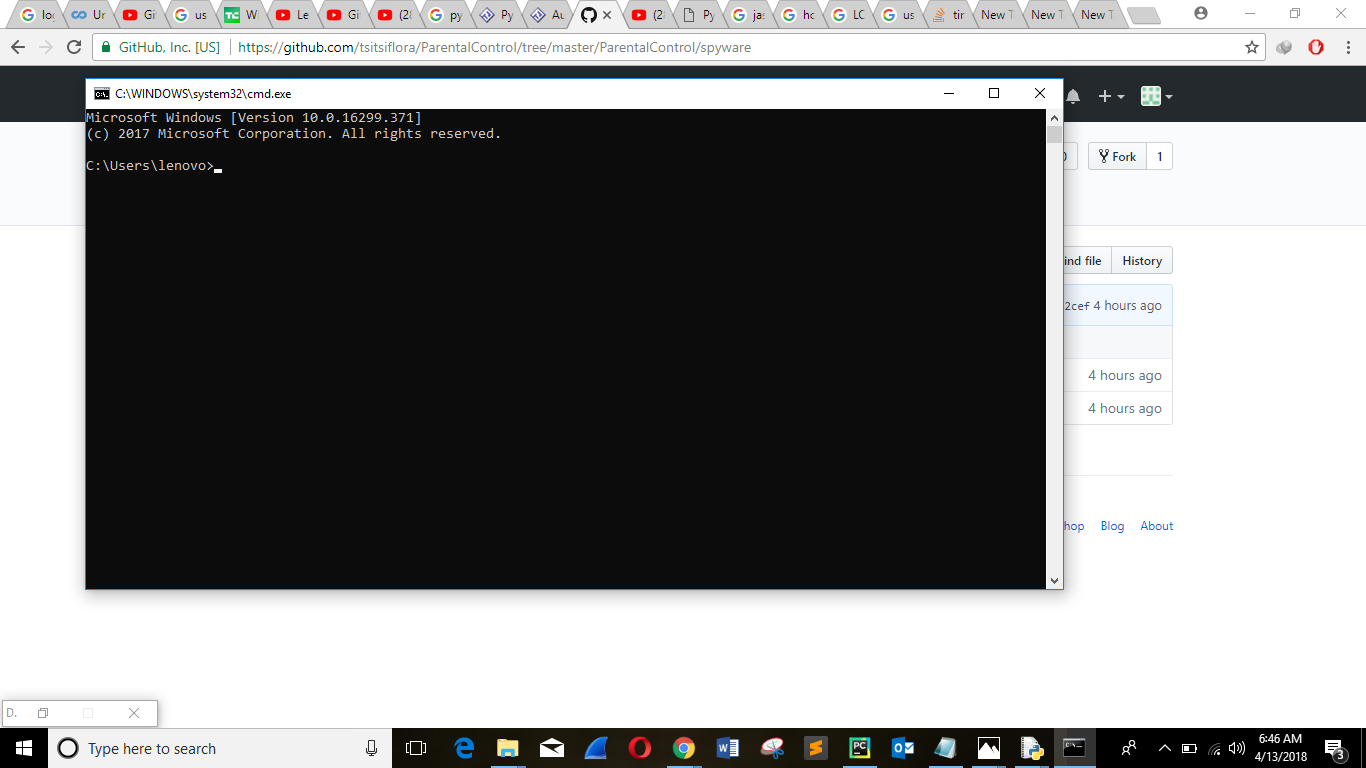 log
Ur
Gi
us
W
Le
Gi
(2
py
Py
Au
(2
Py
jas
ho
LO
us
tir
New T
New T
New T
GitHub, Inc. [US]
https://github.com/tsitsiflora/ParentalControl/tree/master/ParentalControl/spyware
C:\WINDOWS\system32\cmd.exe
Microsoft Windows [Version 10.0.16299.371]
(c) 2017 Microsoft Corporation. All rights reserved.
C:\Users\lenovo>
Fork 1
ind file History
2cef 4 hours ago
4 hours ago
4 hours ago
hop Blog About
D.
Type here to search
6:46 AM
4/13/2018
3